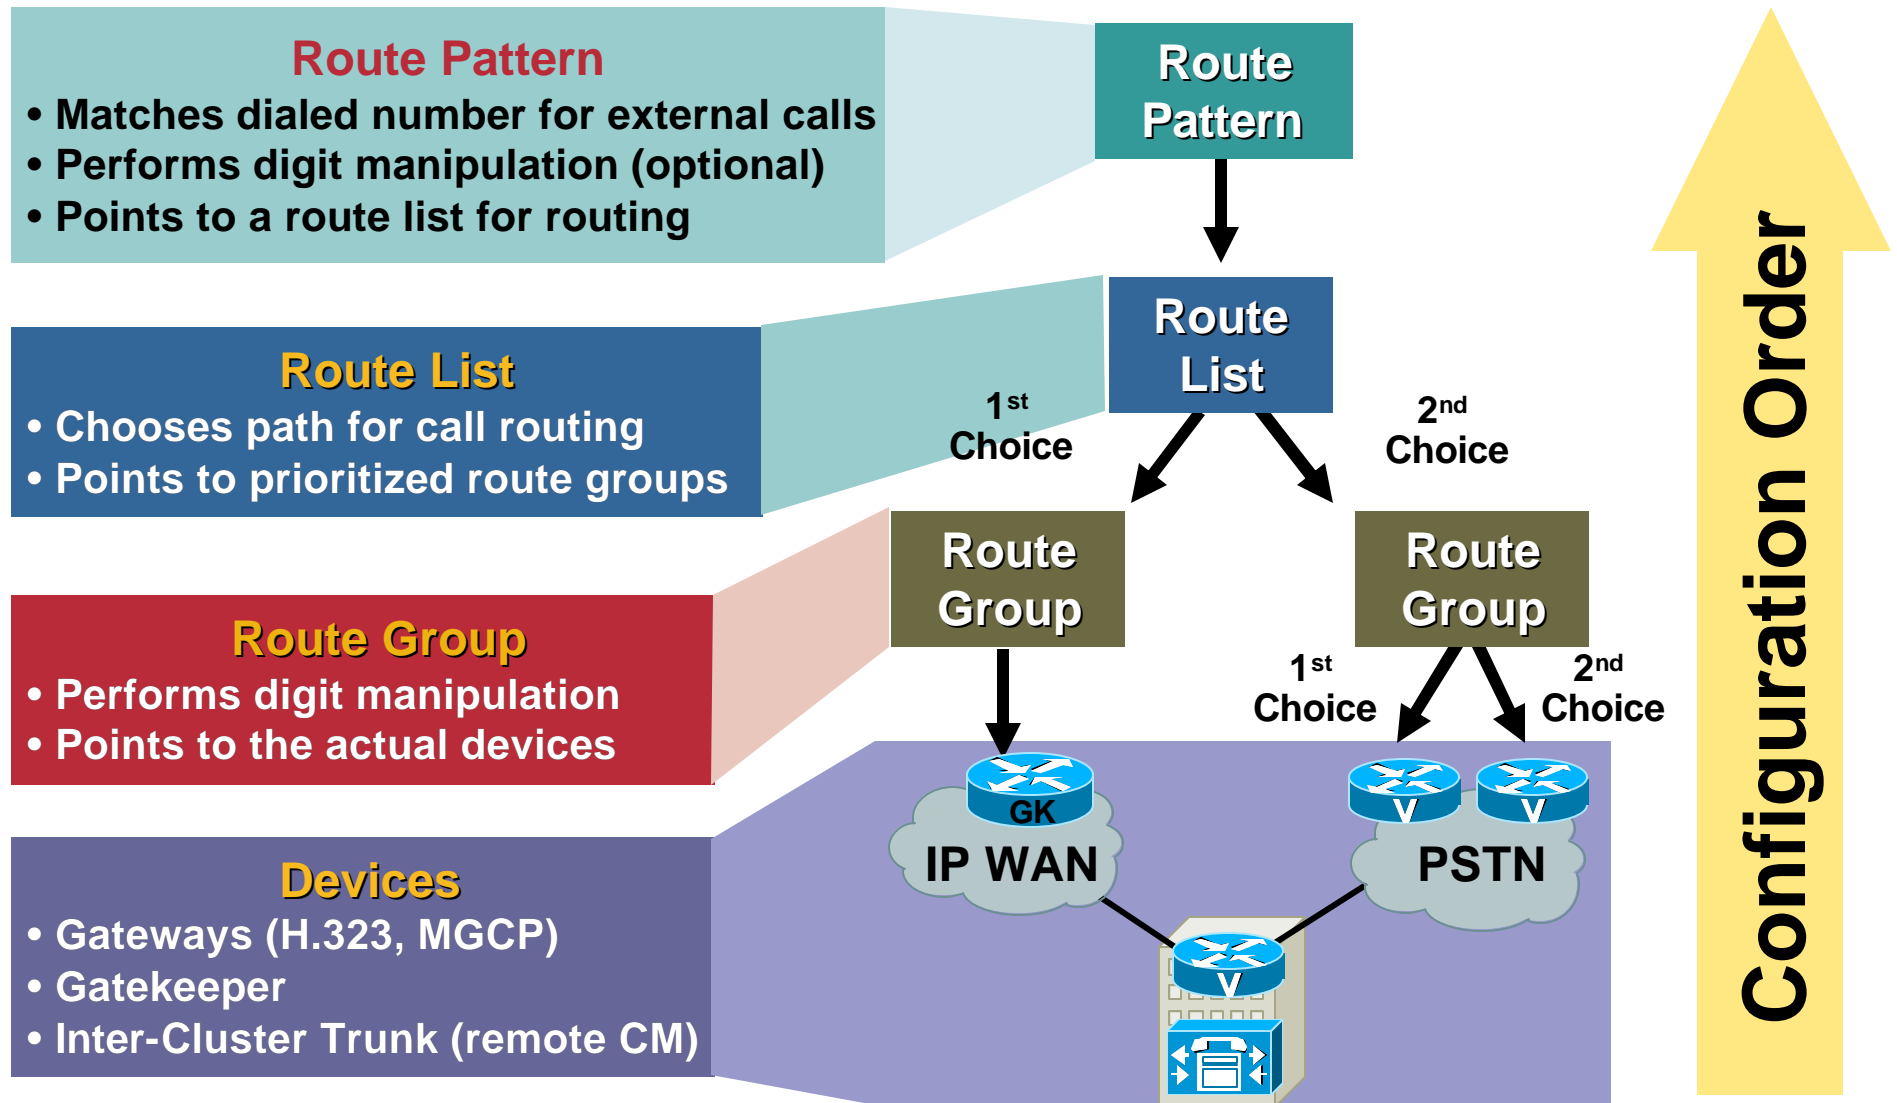 Route Pattern
• Matches dialed number for external calls
• Performs digit manipulation (optional)
• Points to a route list for routing
Route List
• Chooses path for call routing
• Points to prioritized route groups
Route Group
• Performs digit manipulation
• Points to the actual devices
Devices
• Gateways (H.323, MGCP)
• Gatekeeper
• Inter-Cluster Trunk (remote CM)
Route
Pattern
Route
List
1st
Choice
2nd
Choice
Route
Group
Route
Group
1st
Choice
2nd
Choice
GK
IP WAN
V
V
PSTN
V
Configuration Order